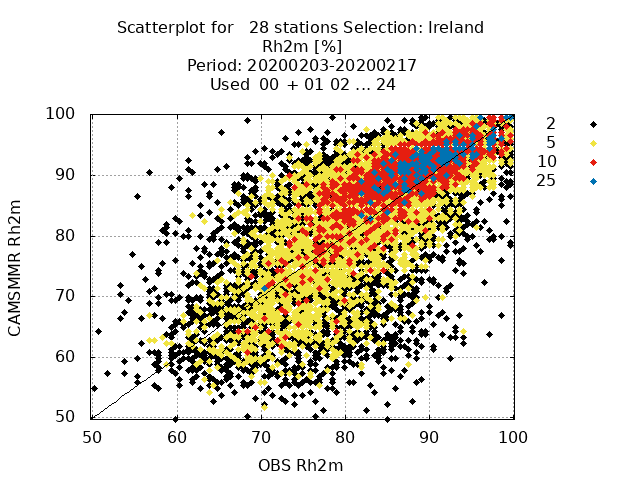 Scatterplot for   28 stations Selection: Ireland
Rh2m [%]
Period: 20200203-20200217
Used  00 + 01 02 ... 24
CAMSMMR Rh2m
100
90
80
70
60
50
50 60 70 80 90 100
OBS Rh2m
2
5
10
25